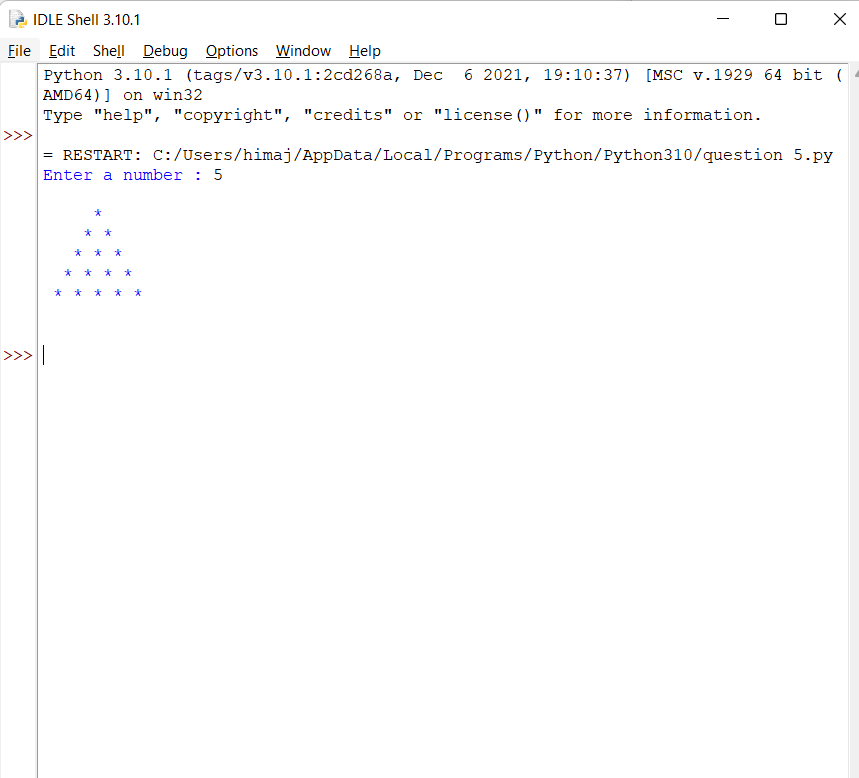 IDLE Shell 3.10.1
File Edit Shell Debug Options Window Help
Python 3.10.1 (tags/v3.10.1:2cd268a, Dec  6 2021, 19:10:37) [MSC v.1929 64 bit (
AMD64)] on win32
Type "help", "copyright", "credits" or "license()" for more information.
>>>
= RESTART: C:/Users/himaj/AppData/Local/Programs/Python/Python310/question 5.py
Enter a number : 5
     *
    * *
   * * *
  * * * *
 * * * * *
>>>